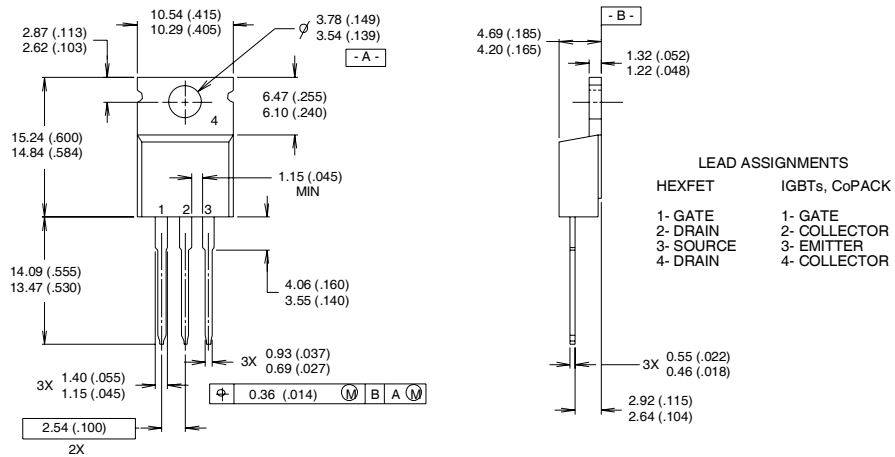 10.54 (.415)
10.29 (.405)
2.87 (.113)
2.62 (.103)
ø 3.78 (.149)
3.54 (.139)
- A -
4
6.47 (.255)
6.10 (.240)
15.24 (.600)
14.84 (.584)
1.15 (.045)
MIN
1 2 3
14.09 (.555)
13.47 (.530)
4.06 (.160)
3.55 (.140)
3X 0.93 (.037)
0.69 (.027)
3X 1.40 (.055)
1.15 (.045)
⌖ 0.36 (.014) Ⓜ B A Ⓜ
2.54 (.100)
2X
- B -
4.69 (.185)
4.20 (.165)
1.32 (.052)
1.22 (.048)
3X 0.55 (.022)
0.46 (.018)
2.92 (.115)
2.64 (.104)
LEAD ASSIGNMENTS
HEXFET IGBTs, CoPACK
1- GATE 1- GATE
2- DRAIN 2- COLLECTOR
3- SOURCE 3- EMITTER
4- DRAIN 4- COLLECTOR